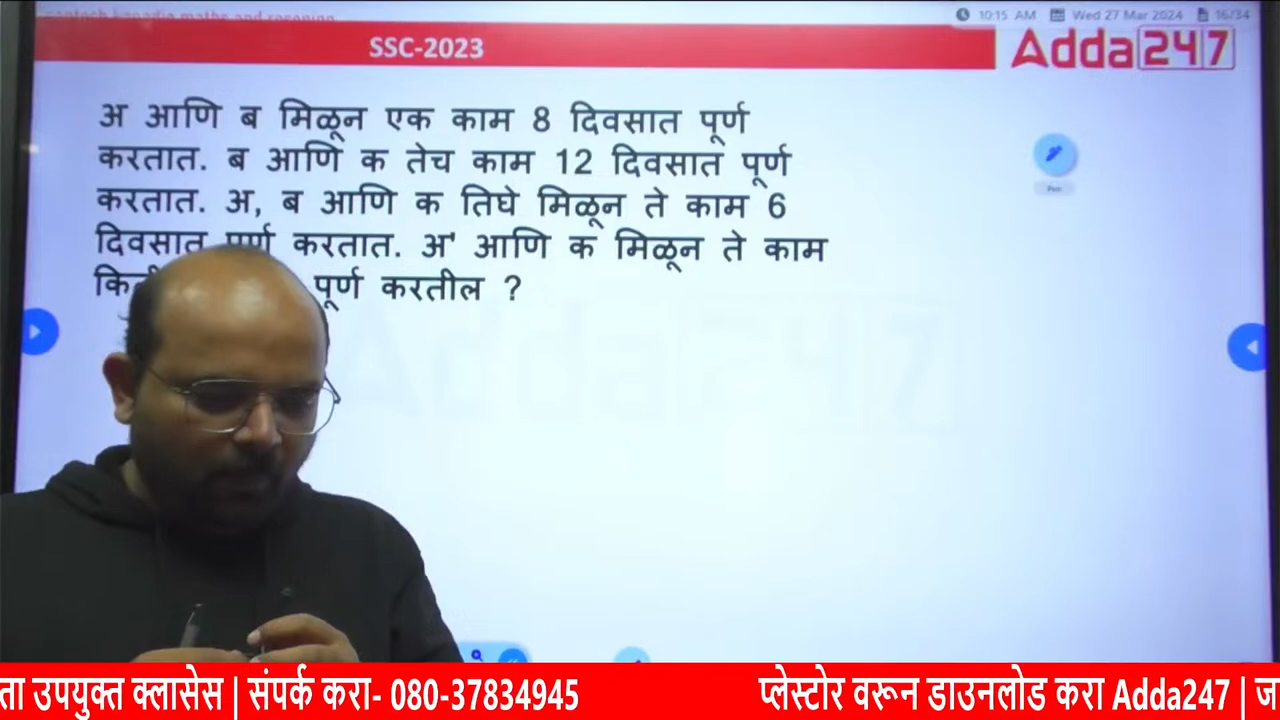 10:15 AM Wed 27 Mar 2024 16/34
SSC-2023
Adda247
अ आणि ब मिळून एक काम 8 दिवसात पूर्ण
करतात. ब आणि क तेच काम 12 दिवसात पूर्ण
करतात. अ, ब आणि क तिघे मिळून ते काम 6
दिवसात पूर्ण करतात. अ' आणि क मिळून ते काम
पूर्ण करतील ?
Pen
ता उपयुक्त क्लासेस | संपर्क करा- 080-37834945 प्लेस्टोर वरून डाउनलोड करा Adda247 | ज